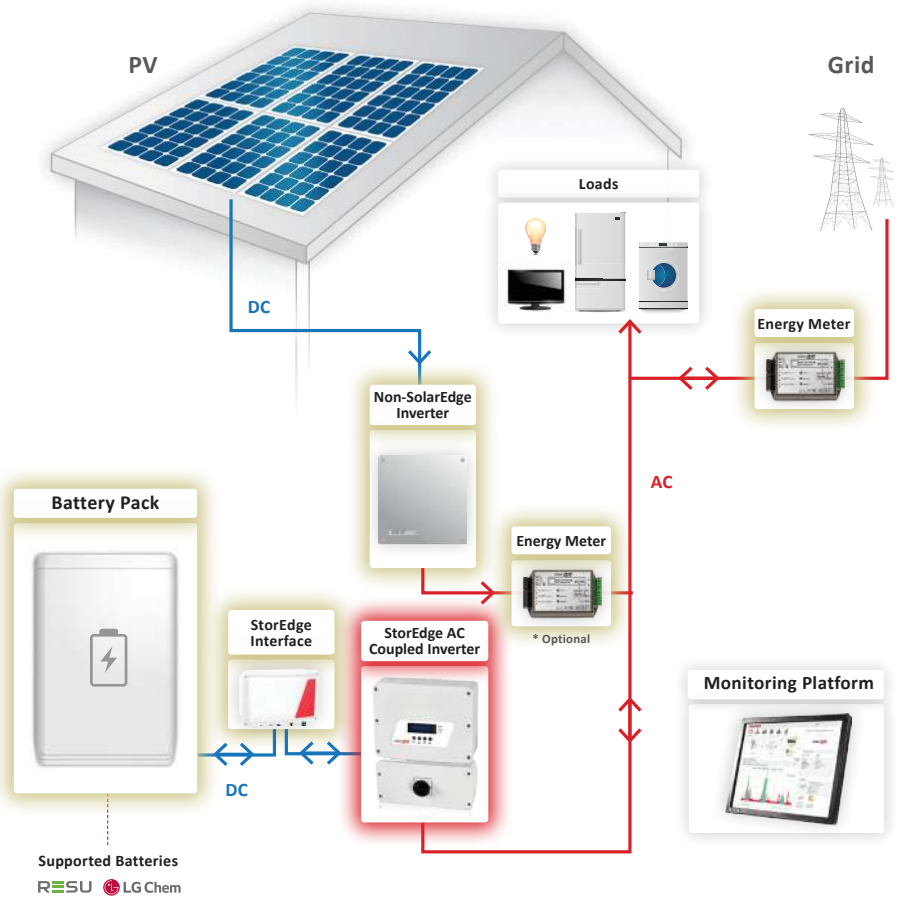 PV
Grid
Loads
DC
Energy Meter
Non-SolarEdge
Inverter
AC
Battery Pack
Energy Meter
* Optional
StorEdge
Interface
StorEdge AC
Coupled Inverter
Monitoring Platform
DC
Supported Batteries
RESU LG Chem